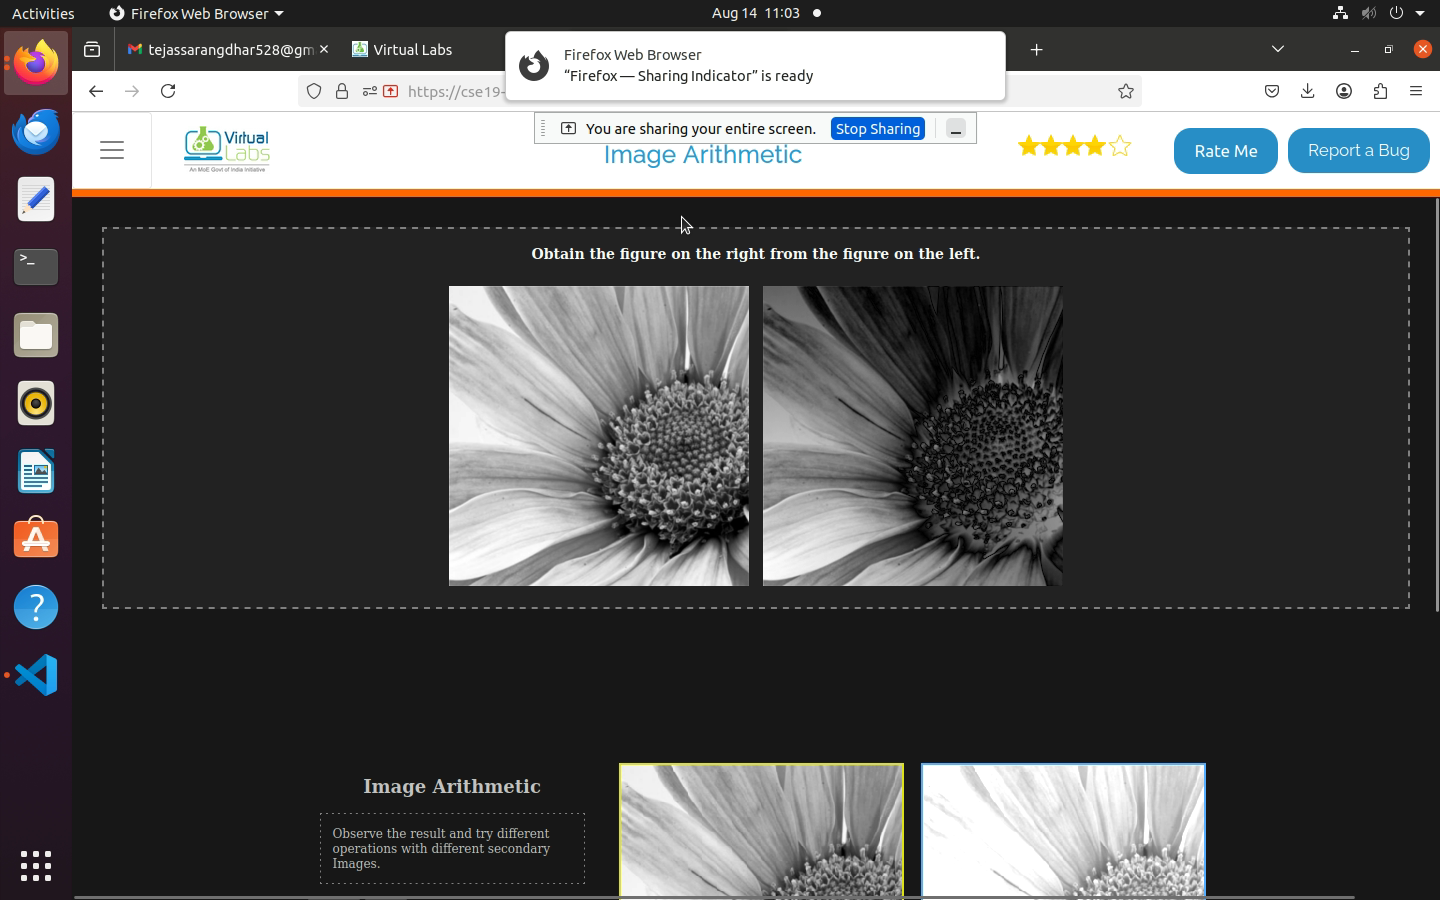 Activities
Firefox Web Browser
Aug 14 11:03
tejassarangdhar528@gm
Virtual Labs
Firefox Web Browser
“Firefox — Sharing Indicator” is ready
https://cse19-
You are sharing your entire screen.
Stop Sharing
Virtual
Labs
An MoE Govt of India Initiative
Image Arithmetic
Rate Me
Report a Bug
Obtain the figure on the right from the figure on the left.
Image Arithmetic
Observe the result and try different
operations with different secondary
Images.